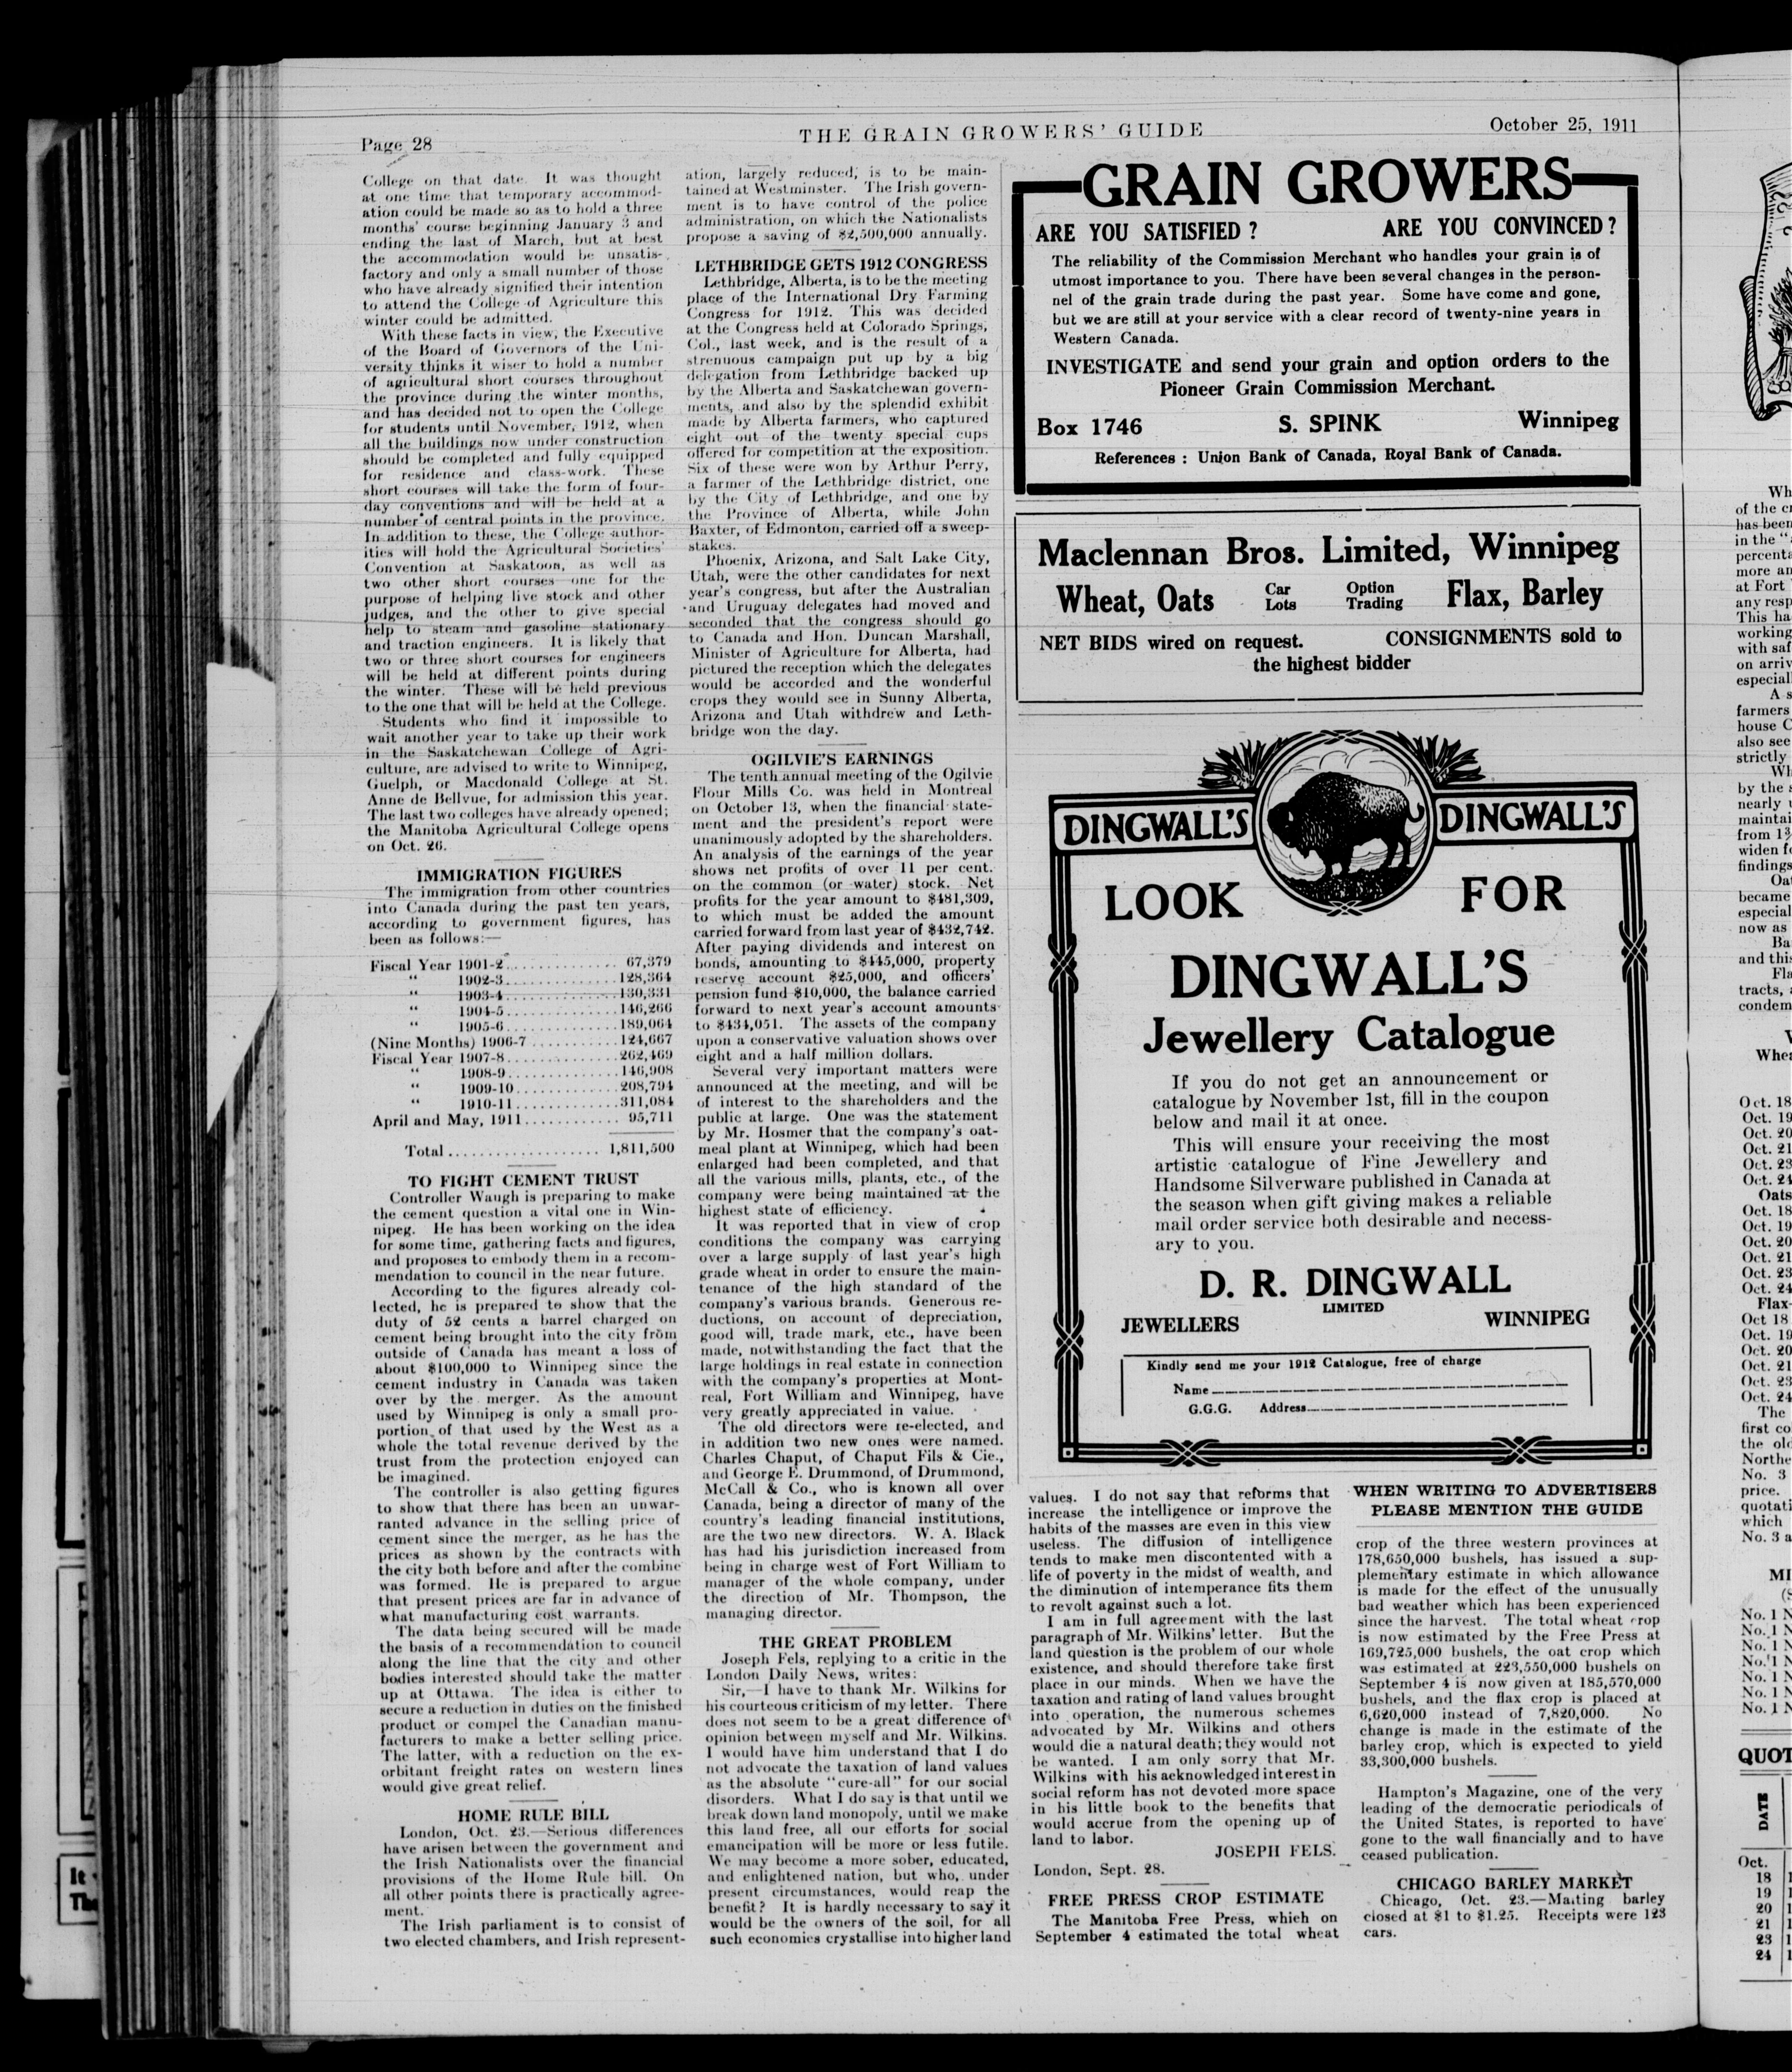 Page 28
THE GRAIN GROWERS' GUIDE
October 25, 1911
College on that date. It was thought
at one time that temporary accommod-
ation could be made so as to hold a three
months' course beginning January 3 and
ending the last of March, but at best
the accommodation would be unsatis-
factory and only a small number of those
who have already signified their intention
to attend the College of Agriculture this
winter could be admitted.
With these facts in view, the Executive
of the Board of Governors of the Uni-
versity thinks it wiser to hold a number
of agricultural short courses throughout
the province during the winter months,
and has decided not to open the College
for students until November, 1912, when
all the buildings now under construction
should be completed and fully equipped
for residence and class-work. These
short courses will take the form of four-
day conventions and will be held at a
number of central points in the province.
In addition to these, the College author-
ities will hold the Agricultural Societies'
Convention at Saskatoon, as well as
two other short courses one for the
purpose of helping live stock and other
judges, and the other to give special
help to steam and gasoline stationary
and traction engineers. It is likely that
two or three short courses for engineers
will be held at different points during
the winter. These will be held previous
to the one that will be held at the College.
Students who find it impossible to
wait another year to take up their work
in the Saskatchewan College of Agri-
culture, are advised to write to Winnipeg,
Guelph, or Macdonald College at St.
Anne de Bellvue, for admission this year.
The last two colleges have already opened;
the Manitoba Agricultural College opens
on Oct. 26.
IMMIGRATION FIGURES
The immigration from other countries
into Canada during the past ten years,
according to government figures, has
been as follows:—
Fiscal Year 1901-2.............. 67,379
" 1902-3..............128,364
" 1903-4..............130,331
" 1904-5..............146,266
" 1905-6..............189,064
(Nine Months) 1906-7 ...........124,667
Fiscal Year 1907-8..............262,469
" 1908-9..............146,908
" 1909-10.............208,794
" 1910-11.............311,084
April and May, 1911............ 95,711
Total................... 1,811,500
TO FIGHT CEMENT TRUST
Controller Waugh is preparing to make
the cement question a vital one in Win-
nipeg. He has been working on the idea
for some time, gathering facts and figures,
and proposes to embody them in a recom-
mendation to council in the near future.
According to the figures already col-
lected, he is prepared to show that the
duty of 52 cents a barrel charged on
cement being brought into the city from
outside of Canada has meant a loss of
about $100,000 to Winnipeg since the
cement industry in Canada was taken
over by the merger. As the amount
used by Winnipeg is only a small pro-
portion of that used by the West as a
whole the total revenue derived by the
trust from the protection enjoyed can
be imagined.
The controller is also getting figures
to show that there has been an unwar-
ranted advance in the selling price of
cement since the merger, as he has the
prices as shown by the contracts with
the city both before and after the combine
was formed. He is prepared to argue
that present prices are far in advance of
what manufacturing cost warrants.
The data being secured will be made
the basis of a recommendation to council
along the line that the city and other
bodies interested should take the matter
up at Ottawa. The idea is either to
secure a reduction in duties on the finished
product or compel the Canadian manu-
facturers to make a better selling price.
The latter, with a reduction on the ex-
orbitant freight rates on western lines
would give great relief.
HOME RULE BILL
London, Oct. 23.—Serious differences
have arisen between the government and
the Irish Nationalists over the financial
provisions of the Home Rule bill. On
all other points there is practically agree-
ment.
The Irish parliament is to consist of
two elected chambers, and Irish represent-
ation, largely reduced, is to be main-
tained at Westminster. The Irish govern-
ment is to have control of the police
administration, on which the Nationalists
propose a saving of $2,500,000 annually.
LETHBRIDGE GETS 1912 CONGRESS
Lethbridge, Alberta, is to be the meeting
place of the International Dry Farming
Congress for 1912. This was decided
at the Congress held at Colorado Springs,
Col., last week, and is the result of a
strenuous campaign put up by a big
delegation from Lethbridge backed up
by the Alberta and Saskatchewan govern-
ments, and also by the splendid exhibit
made by Alberta farmers, who captured
eight out of the twenty special cups
offered for competition at the exposition.
Six of these were won by Arthur Perry,
a farmer of the Lethbridge district, one
by the City of Lethbridge, and one by
the Province of Alberta, while John
Baxter, of Edmonton, carried off a sweep-
stakes.
Phoenix, Arizona, and Salt Lake City,
Utah, were the other candidates for next
year's congress, but after the Australian
and Uruguay delegates had moved and
seconded that the congress should go
to Canada and Hon. Duncan Marshall,
Minister of Agriculture for Alberta, had
pictured the reception which the delegates
would be accorded and the wonderful
crops they would see in Sunny Alberta,
Arizona and Utah withdrew and Leth-
bridge won the day.
OGILVIE'S EARNINGS
The tenth annual meeting of the Ogilvie
Flour Mills Co. was held in Montreal
on October 13, when the financial state-
ment and the president's report were
unanimously adopted by the shareholders.
An analysis of the earnings of the year
shows net profits of over 11 per cent.
on the common (or water) stock. Net
profits for the year amount to $481,309,
to which must be added the amount
carried forward from last year of $432,742.
After paying dividends and interest on
bonds, amounting to $445,000, property
reserve account $25,000, and officers'
pension fund $10,000, the balance carried
forward to next year's account amounts
to $434,051. The assets of the company
upon a conservative valuation shows over
eight and a half million dollars.
Several very important matters were
announced at the meeting, and will be
of interest to the shareholders and the
public at large. One was the statement
by Mr. Hosmer that the company's oat-
meal plant at Winnipeg, which had been
enlarged had been completed, and that
all the various mills, plants, etc., of the
company were being maintained at the
highest state of efficiency.
It was reported that in view of crop
conditions the company was carrying
over a large supply of last year's high
grade wheat in order to ensure the main-
tenance of the high standard of the
company's various brands. Generous re-
ductions, on account of depreciation,
good will, trade mark, etc., have been
made, notwithstanding the fact that the
large holdings in real estate in connection
with the company's properties at Mont-
real, Fort William and Winnipeg, have
very greatly appreciated in value.
The old directors were re-elected, and
in addition two new ones were named.
Charles Chaput, of Chaput Fils & Cie.,
and George E. Drummond, of Drummond,
McCall & Co., who is known all over
Canada, being a director of many of the
country's leading financial institutions,
are the two new directors. W. A. Black
has had his jurisdiction increased from
being in charge west of Fort William to
manager of the whole company, under
the direction of Mr. Thompson, the
managing director.
THE GREAT PROBLEM
Joseph Fels, replying to a critic in the
London Daily News, writes:
Sir,—I have to thank Mr. Wilkins for
his courteous criticism of my letter. There
does not seem to be a great difference of
opinion between myself and Mr. Wilkins.
I would have him understand that I do
not advocate the taxation of land values
as the absolute "cure-all" for our social
disorders. What I do say is that until we
break down land monopoly, until we make
this land free, all our efforts for social
emancipation will be more or less futile.
We may become a more sober, educated,
and enlightened nation, but who, under
present circumstances, would reap the
benefit? It is hardly necessary to say it
would be the owners of the soil, for all
such economies crystallise into higher land
GRAIN GROWERS
ARE YOU SATISFIED ? ARE YOU CONVINCED ?
The reliability of the Commission Merchant who handles your grain is of
utmost importance to you. There have been several changes in the person-
nel of the grain trade during the past year. Some have come and gone,
but we are still at your service with a clear record of twenty-nine years in
Western Canada.
INVESTIGATE and send your grain and option orders to the
Pioneer Grain Commission Merchant.
Box 1746 S. SPINK Winnipeg
References : Union Bank of Canada, Royal Bank of Canada.
Maclennan Bros. Limited, Winnipeg
Wheat, Oats Car Lots Option Trading Flax, Barley
NET BIDS wired on request. CONSIGNMENTS sold to
the highest bidder
DINGWALL'S DINGWALL'S
LOOK FOR
DINGWALL'S
Jewellery Catalogue
If you do not get an announcement or
catalogue by November 1st, fill in the coupon
below and mail it at once.
This will ensure your receiving the most
artistic catalogue of Fine Jewellery and
Handsome Silverware published in Canada at
the season when gift giving makes a reliable
mail order service both desirable and necess-
ary to you.
D. R. DINGWALL
LIMITED
JEWELLERS WINNIPEG
Kindly send me your 1912 Catalogue, free of charge
Name
G.G.G. Address
values. I do not say that reforms that
increase the intelligence or improve the
habits of the masses are even in this view
useless. The diffusion of intelligence
tends to make men discontented with a
life of poverty in the midst of wealth, and
the diminution of intemperance fits them
to revolt against such a lot.
I am in full agreement with the last
paragraph of Mr. Wilkins' letter. But the
land question is the problem of our whole
existence, and should therefore take first
place in our minds. When we have the
taxation and rating of land values brought
into operation, the numerous schemes
advocated by Mr. Wilkins and others
would die a natural death; they would not
be wanted. I am only sorry that Mr.
Wilkins with his acknowledged interest in
social reform has not devoted more space
in his little book to the benefits that
would accrue from the opening up of
land to labor.
JOSEPH FELS.
London, Sept. 28.
FREE PRESS CROP ESTIMATE
The Manitoba Free Press, which on
September 4 estimated the total wheat
WHEN WRITING TO ADVERTISERS
PLEASE MENTION THE GUIDE
crop of the three western provinces at
178,650,000 bushels, has issued a sup-
plementary estimate in which allowance
is made for the effect of the unusually
bad weather which has been experienced
since the harvest. The total wheat crop
is now estimated by the Free Press at
169,725,000 bushels, the oat crop which
was estimated at 223,550,000 bushels on
September 4 is now given at 185,570,000
bushels, and the flax crop is placed at
6,620,000 instead of 7,820,000. No
change is made in the estimate of the
barley crop, which is expected to yield
33,300,000 bushels.
Hampton's Magazine, one of the very
leading of the democratic periodicals of
the United States, is reported to have
gone to the wall financially and to have
ceased publication.
CHICAGO BARLEY MARKET
Chicago, Oct. 23.—Malting barley
closed at $1 to $1.25. Receipts were 123
cars.